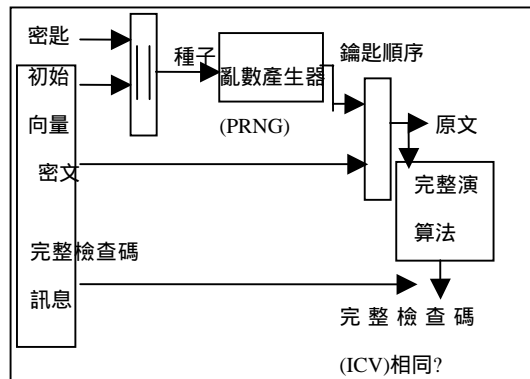 密匙
初始
向量
種子
亂數產生器
(PRNG)
鑰匙順序
原文
密文
完整演
算法
完整檢查碼
訊息
完整檢查碼
(ICV)相同?